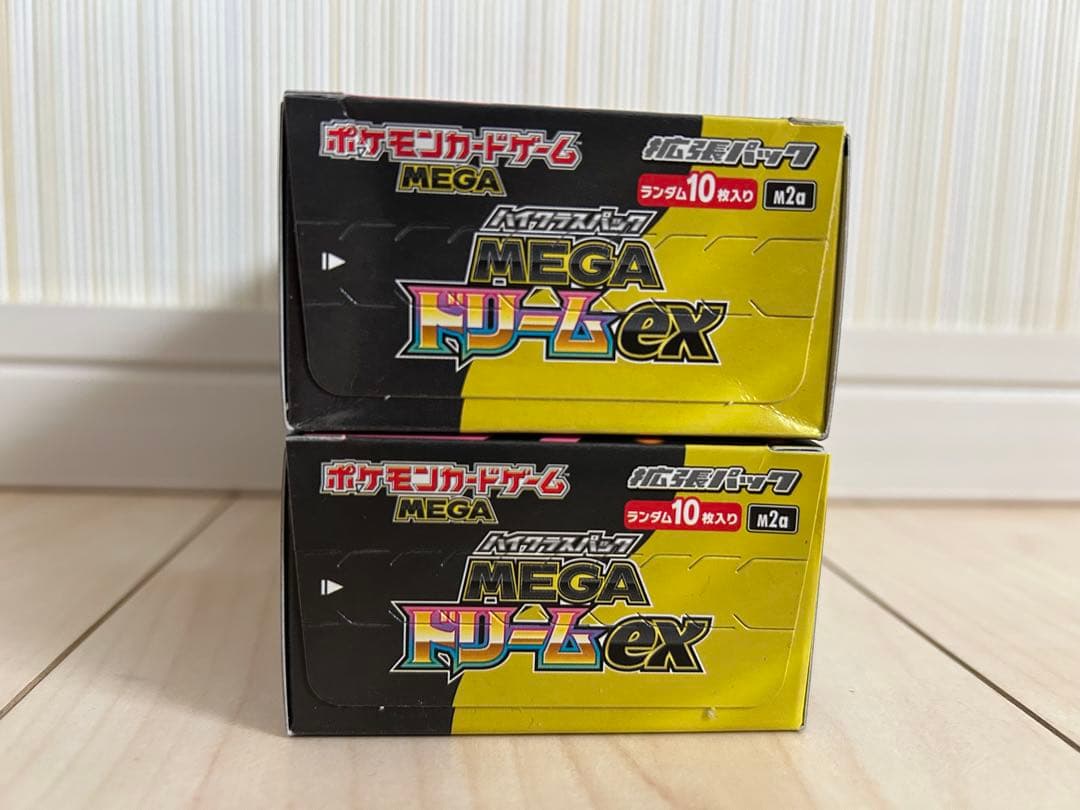 ポケモンカードゲーム
MEGA
拡張パック
ランダム10枚入り M2a
ハイクラスパック
MEGA
ドリームex
ポケモンカードゲーム
MEGA
拡張パック
ランダム10枚入り M2a
ハイクラスパック
MEGA
ドリームex